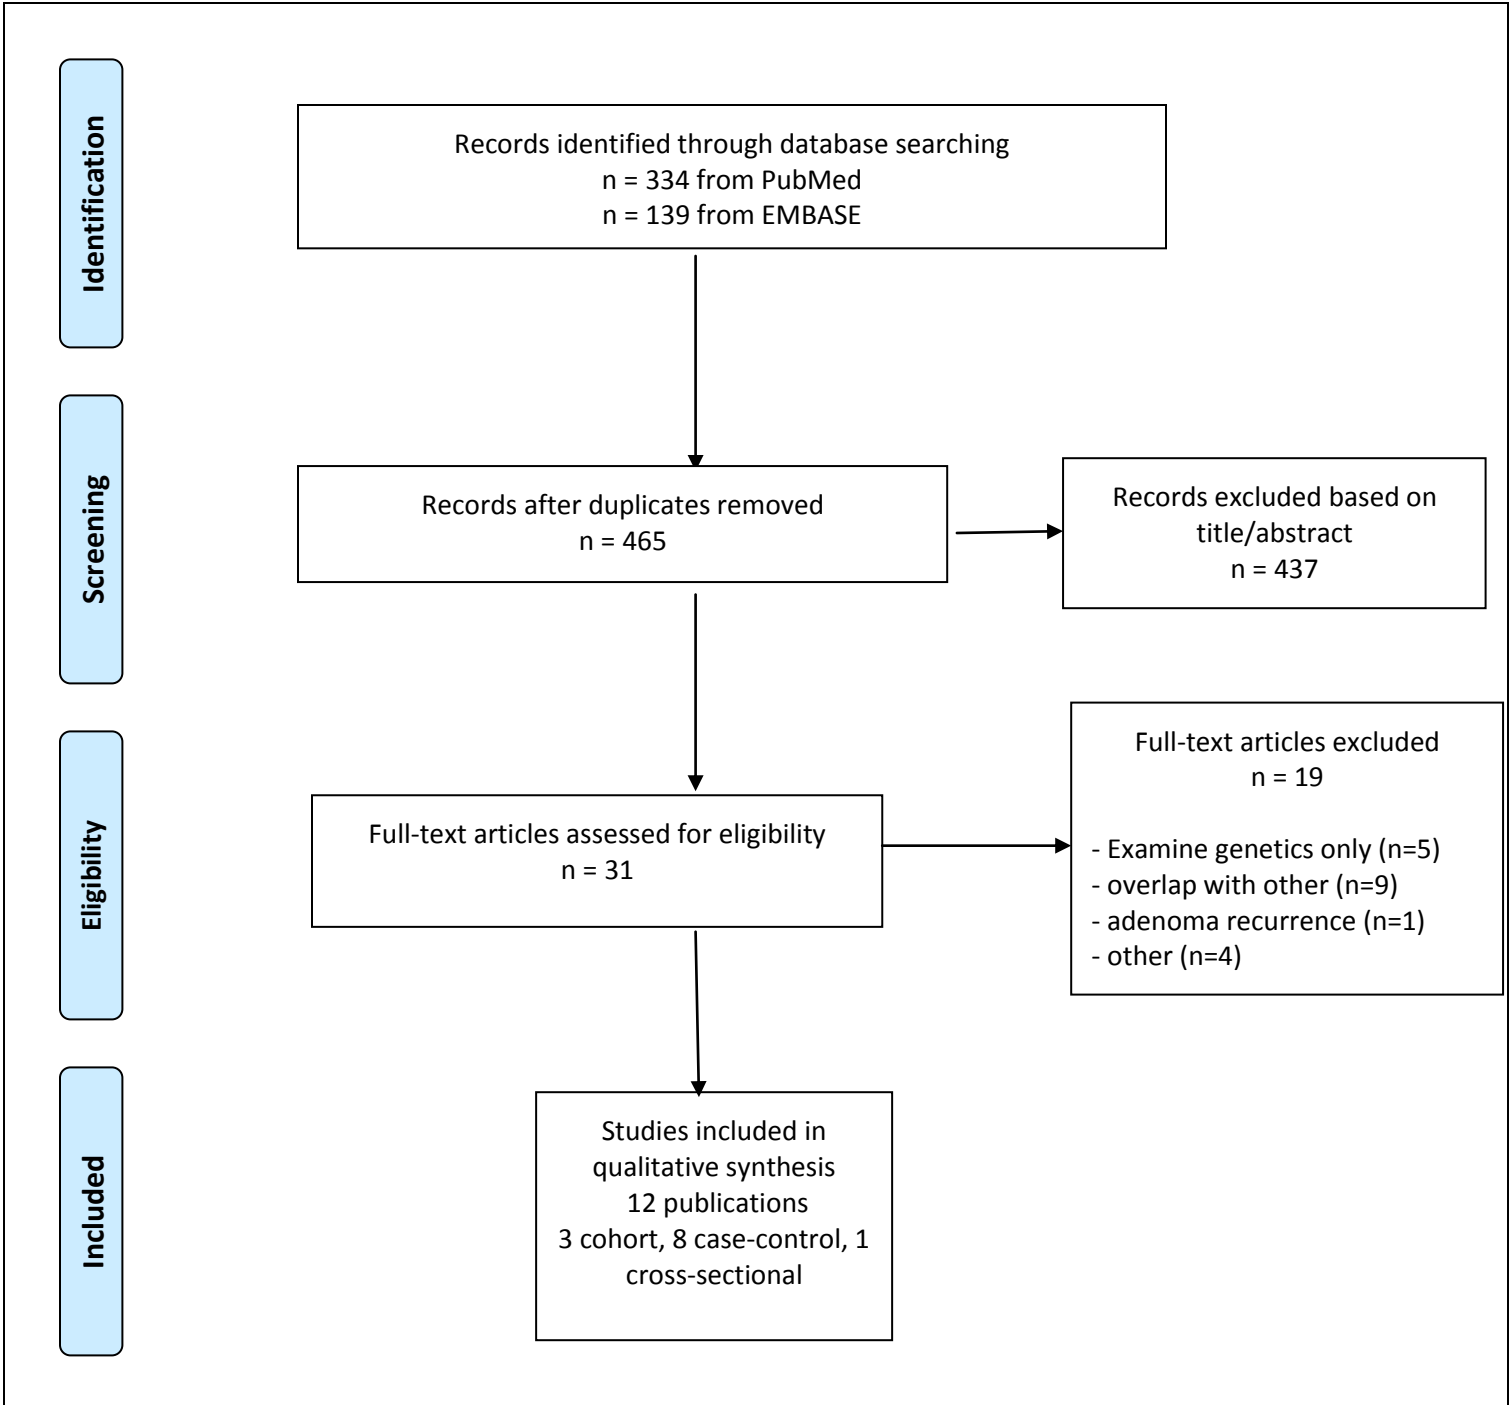 Identification
Records identified through database searching
n = 334 from PubMed
n = 139 from EMBASE
Screening
Records after duplicates removed
n = 465
Records excluded based on
title/abstract
n = 437
Eligibility
Full-text articles assessed for eligibility
n = 31
Full-text articles excluded
n = 19
- Examine genetics only (n=5)
- overlap with other (n=9)
- adenoma recurrence (n=1)
- other (n=4)
Included
Studies included in
qualitative synthesis
12 publications
3 cohort, 8 case-control, 1
cross-sectional